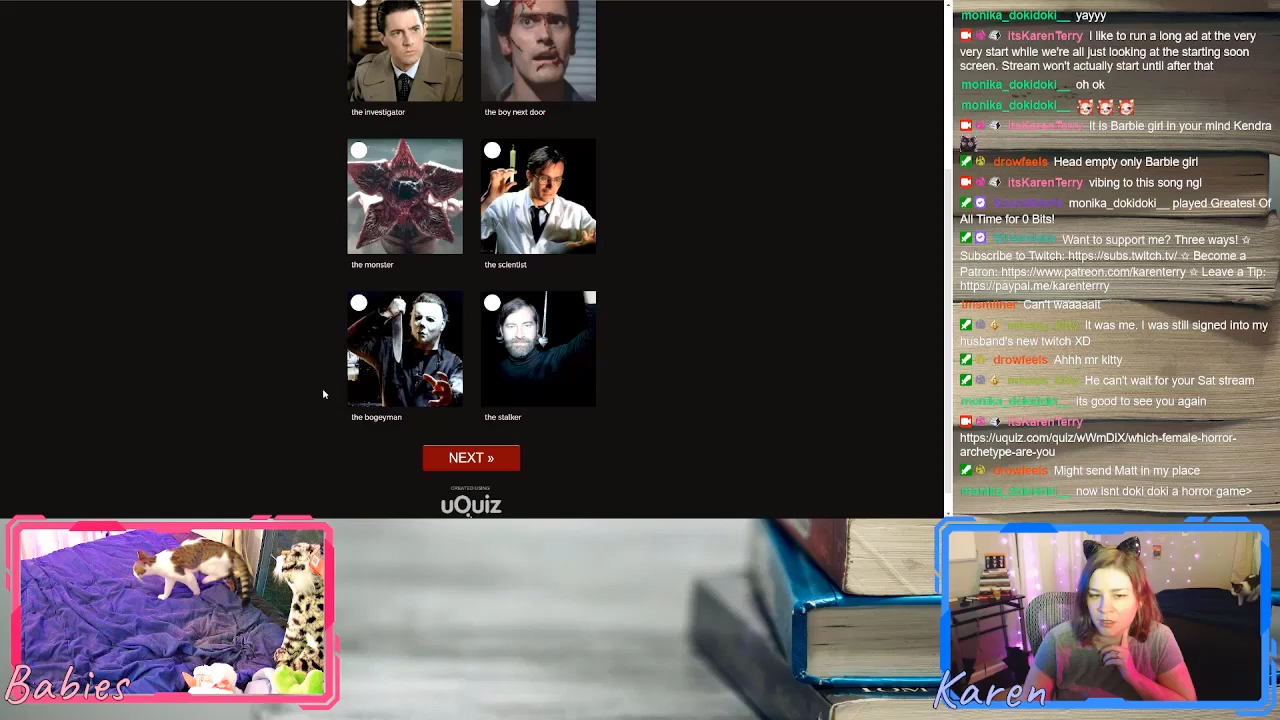 the investigator
the boy next door
the monster
the scientist
the bogeyman
the stalker
NEXT »
CREATED USING
uQuiz
monika_dokidoki__ yayyy
itsKarenTerry I like to run a long ad at the very
very start while we're all just looking at the starting soon
screen. Stream won't actually start until after that
monika_dokidoki__ oh ok
monika_dokidoki__
itsKarenTerry It is Barbie girl in your mind Kendra
drowfeels Head empty only Barbie girl
itsKarenTerry vibing to this song ngl
monika_dokidoki__ played Greatest Of
All Time for 0 Bits!
Want to support me? Three ways! ☆
Subscribe to Twitch: https://subs.twitch.tv/ ☆ Become a
Patron: https://www.patreon.com/karenterry ☆ Leave a Tip:
https://paypal.me/karenterrry
Can't waaaaait
It was me. I was still signed into my
husband's new twitch XD
drowfeels Ahhh mr kitty
He can't wait for your Sat stream
monika_dokidoki__ its good to see you again
itsKarenTerry
https://uquiz.com/quiz/wWmDIX/which-female-horror-
archetype-are-you
drowfeels Might send Matt in my place
monika_dokidoki__ now isnt doki doki a horror game>
Babies
Karen